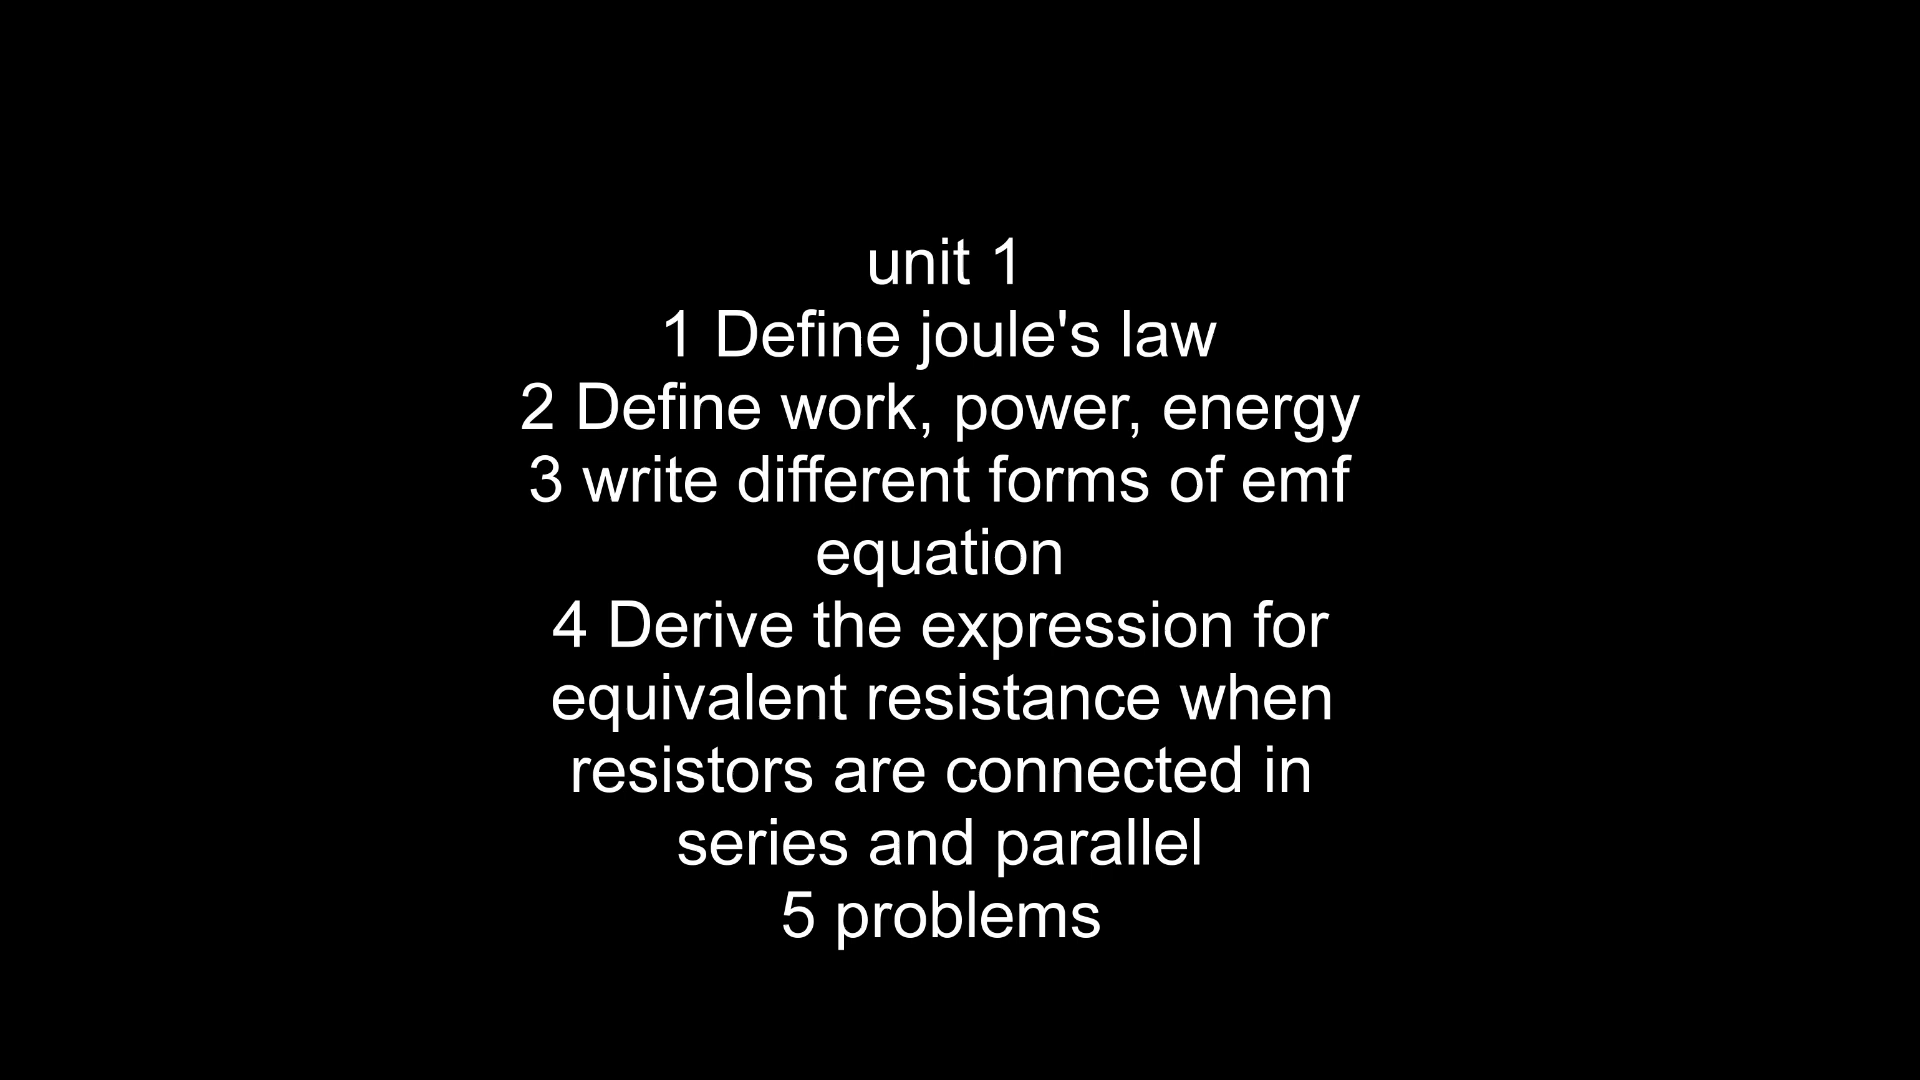 unit 1
1 Define joule's law
2 Define work, power, energy
3 write different forms of emf
equation
4 Derive the expression for
equivalent resistance when
resistors are connected in
series and parallel
5 problems